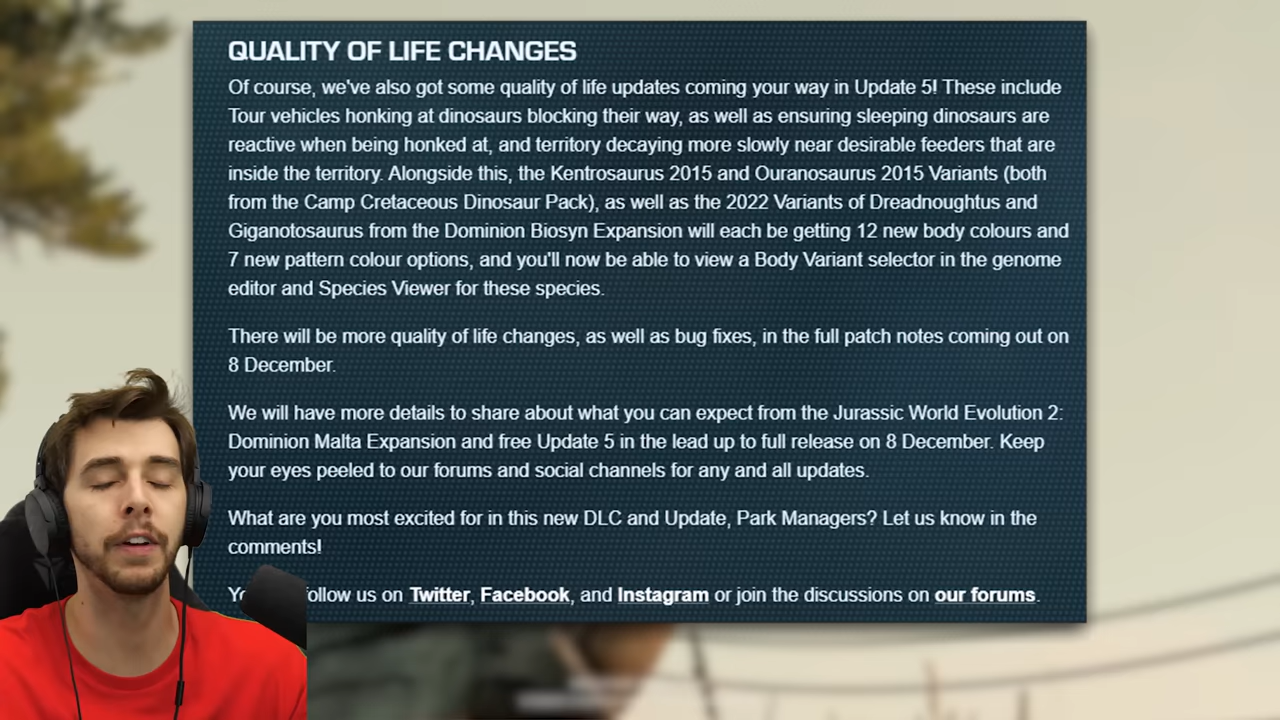 QUALITY OF LIFE CHANGES
Of course, we've also got some quality of life updates coming your way in Update 5! These include
Tour vehicles honking at dinosaurs blocking their way, as well as ensuring sleeping dinosaurs are
reactive when being honked at, and territory decaying more slowly near desirable feeders that are
inside the territory. Alongside this, the Kentrosaurus 2015 and Ouranosaurus 2015 Variants (both
from the Camp Cretaceous Dinosaur Pack), as well as the 2022 Variants of Dreadnoughtus and
Giganotosaurus from the Dominion Biosyn Expansion will each be getting 12 new body colours and
7 new pattern colour options, and you'll now be able to view a Body Variant selector in the genome
editor and Species Viewer for these species.
There will be more quality of life changes, as well as bug fixes, in the full patch notes coming out on
8 December.
We will have more details to share about what you can expect from the Jurassic World Evolution 2:
Dominion Malta Expansion and free Update 5 in the lead up to full release on 8 December. Keep
your eyes peeled to our forums and social channels for any and all updates.
What are you most excited for in this new DLC and Update, Park Managers? Let us know in the
comments!
follow us on Twitter, Facebook, and Instagram or join the discussions on our forums.